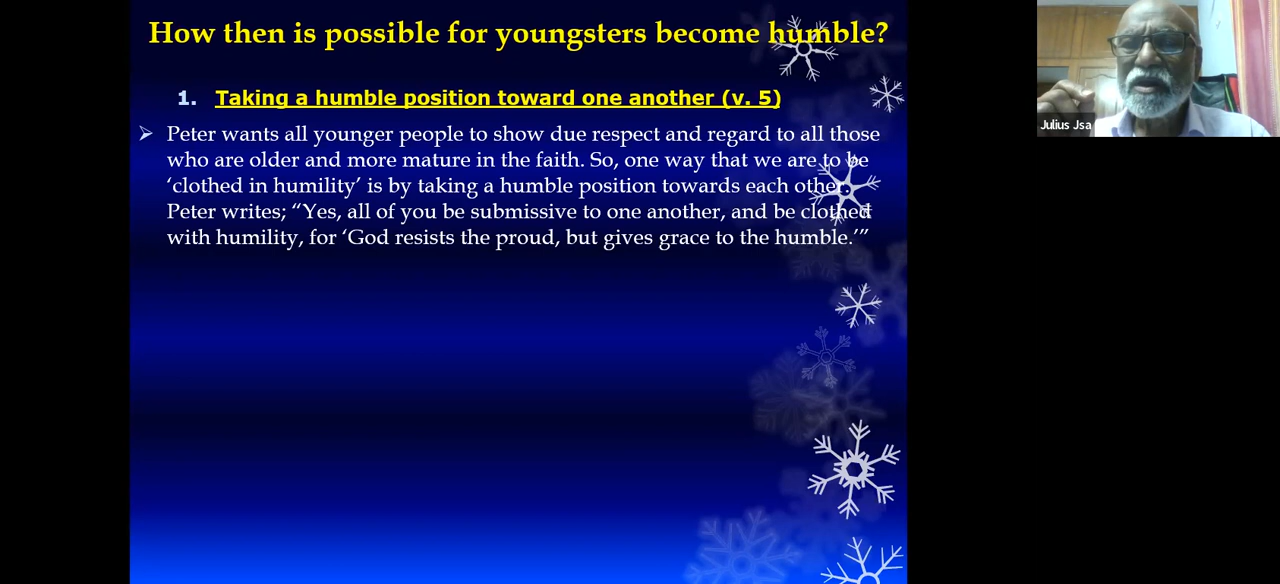 How then is possible for youngsters become humble?
1. Taking a humble position toward one another (v. 5)
➢ Peter wants all younger people to show due respect and regard to all those
who are older and more mature in the faith. So, one way that we are to be
‘clothed in humility’ is by taking a humble position towards each other.
Peter writes; “Yes, all of you be submissive to one another, and be clothed
with humility, for ‘God resists the proud, but gives grace to the humble.’”
Julius Jsa